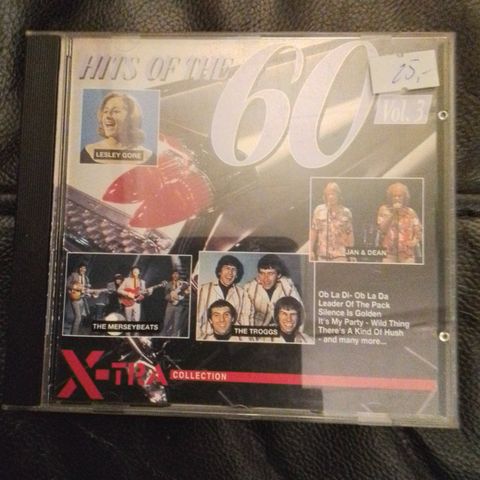 HITS OF THE
60
Vol. 3
LESLEY GORE
JAN & DEAN
THE MERSEYBEATS
THE TROGGS
Ob La Di- Ob La Da
Leader Of The Pack
Silence Is Golden
It's My Party - Wild Thing
There's A Kind Of Hush
- and many more...
X-TRA COLLECTION